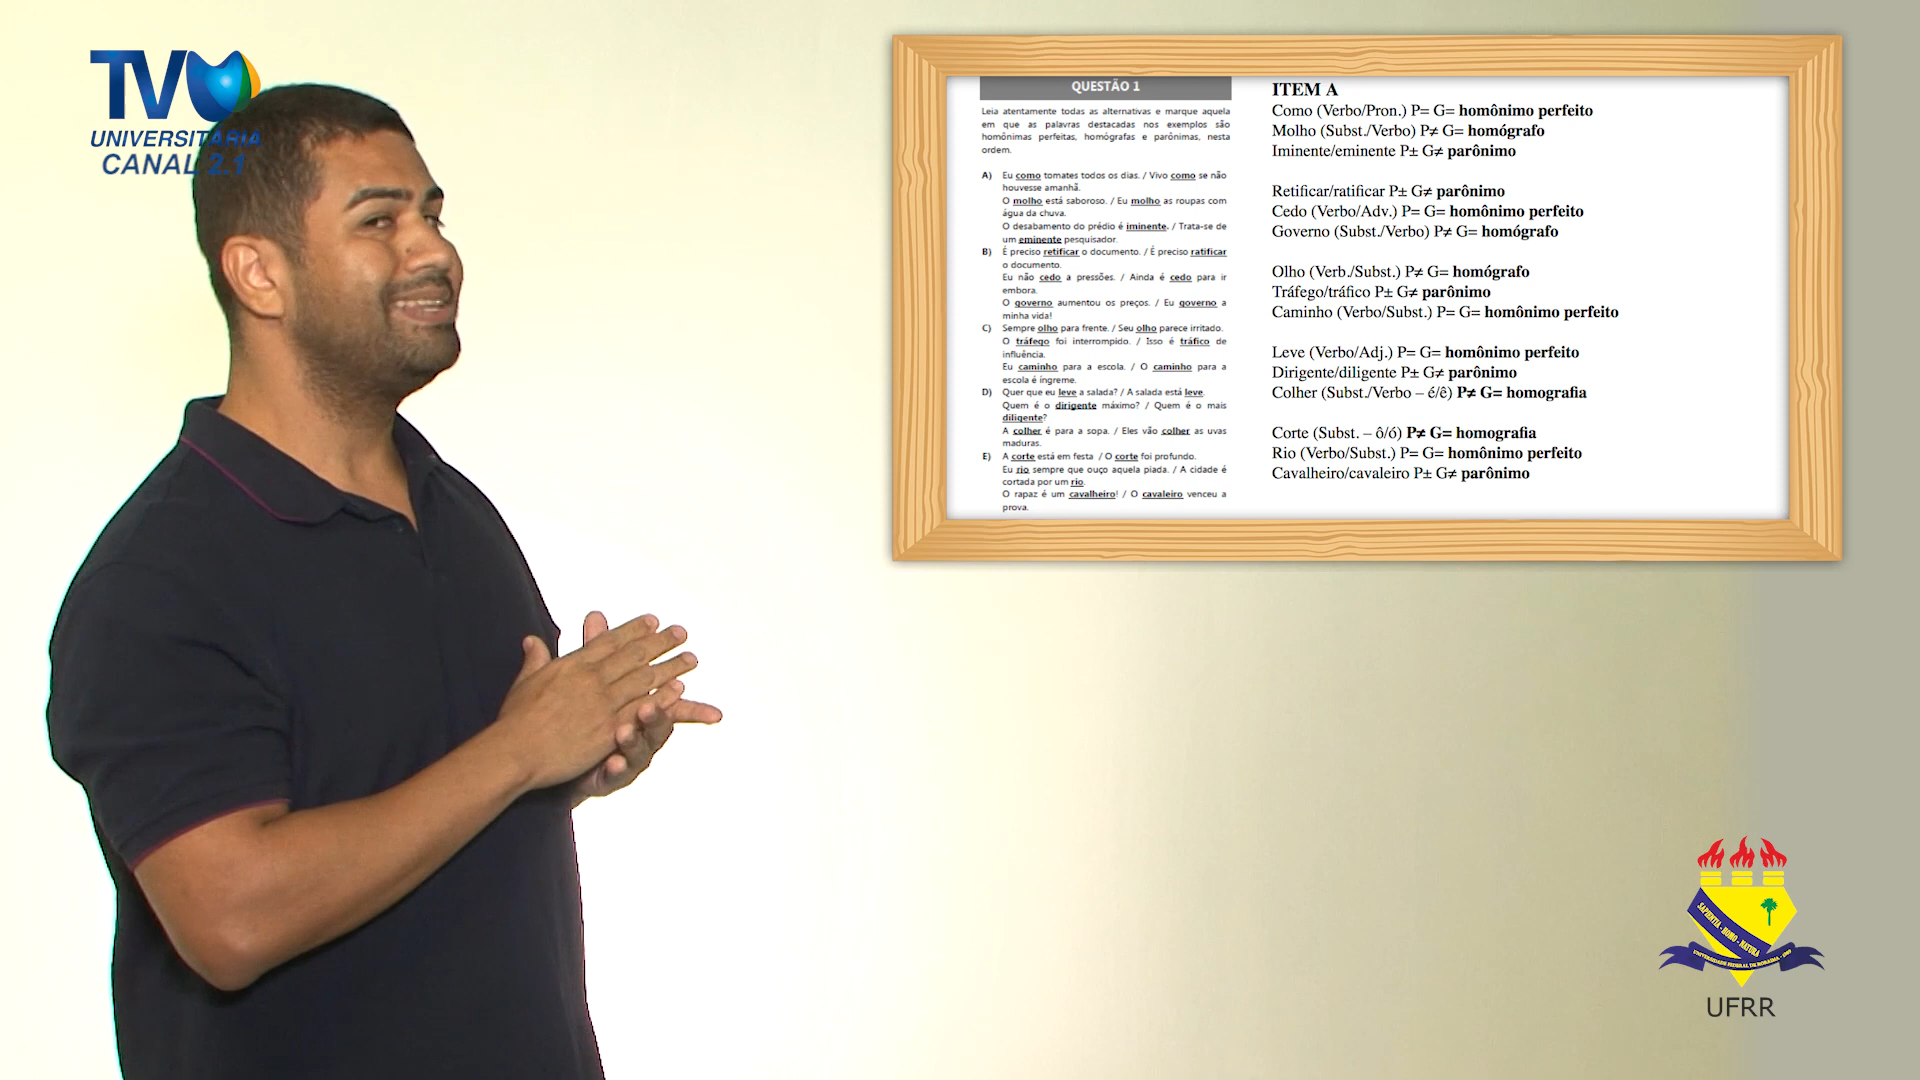 TVU
UNIVERSITÁRIA
CANAL 2.1
QUESTÃO 1
Leia atentamente todas as alternativas e marque aquela
em que as palavras destacadas nos exemplos são
homônimas perfeitas, homógrafas e parônimas, nesta
ordem.
A) Eu como tomates todos os dias. / Vivo como se não
houvesse amanhã.
O molho está saboroso. / Eu molho as roupas com
água da chuva.
O desabamento do prédio é iminente. / Trata-se de
um eminente pesquisador.
B) É preciso retificar o documento. / É preciso ratificar
o documento.
Eu não cedo a pressões. / Ainda é cedo para ir
embora.
O governo aumentou os preços. / Eu governo a
minha vida!
C) Sempre olho para frente. / Seu olho parece irritado.
O tráfego foi interrompido. / Isso é tráfico de
influência.
Eu caminho para a escola. / O caminho para a
escola é íngreme.
D) Quer que eu leve a salada? / A salada está leve.
Quem é o dirigente máximo? / Quem é o mais
diligente?
A colher é para a sopa. / Eles vão colher as uvas
maduras.
E) A corte está em festa / O corte foi profundo.
Eu rio sempre que ouço aquela piada. / A cidade é
cortada por um rio.
O rapaz é um cavalheiro! / O cavaleiro venceu a
prova.
ITEM A
Como (Verbo/Pron.) P= G= homônimo perfeito
Molho (Subst./Verbo) P≠ G= homógrafo
Iminente/eminente P± G≠ parônimo
Retificar/ratificar P± G≠ parônimo
Cedo (Verbo/Adv.) P= G= homônimo perfeito
Governo (Subst./Verbo) P≠ G= homógrafo
Olho (Verb./Subst.) P≠ G= homógrafo
Tráfego/tráfico P± G≠ parônimo
Caminho (Verbo/Subst.) P= G= homônimo perfeito
Leve (Verbo/Adj.) P= G= homônimo perfeito
Dirigente/diligente P± G≠ parônimo
Colher (Subst./Verbo – é/ê) P≠ G= homografia
Corte (Subst. – ô/ó) P≠ G= homografia
Rio (Verbo/Subst.) P= G= homônimo perfeito
Cavalheiro/cavaleiro P± G≠ parônimo
SAPIENTIA - HOMO - NATURA
UNIVERSIDADE FEDERAL DE RORAIMA - 1989
UFRR